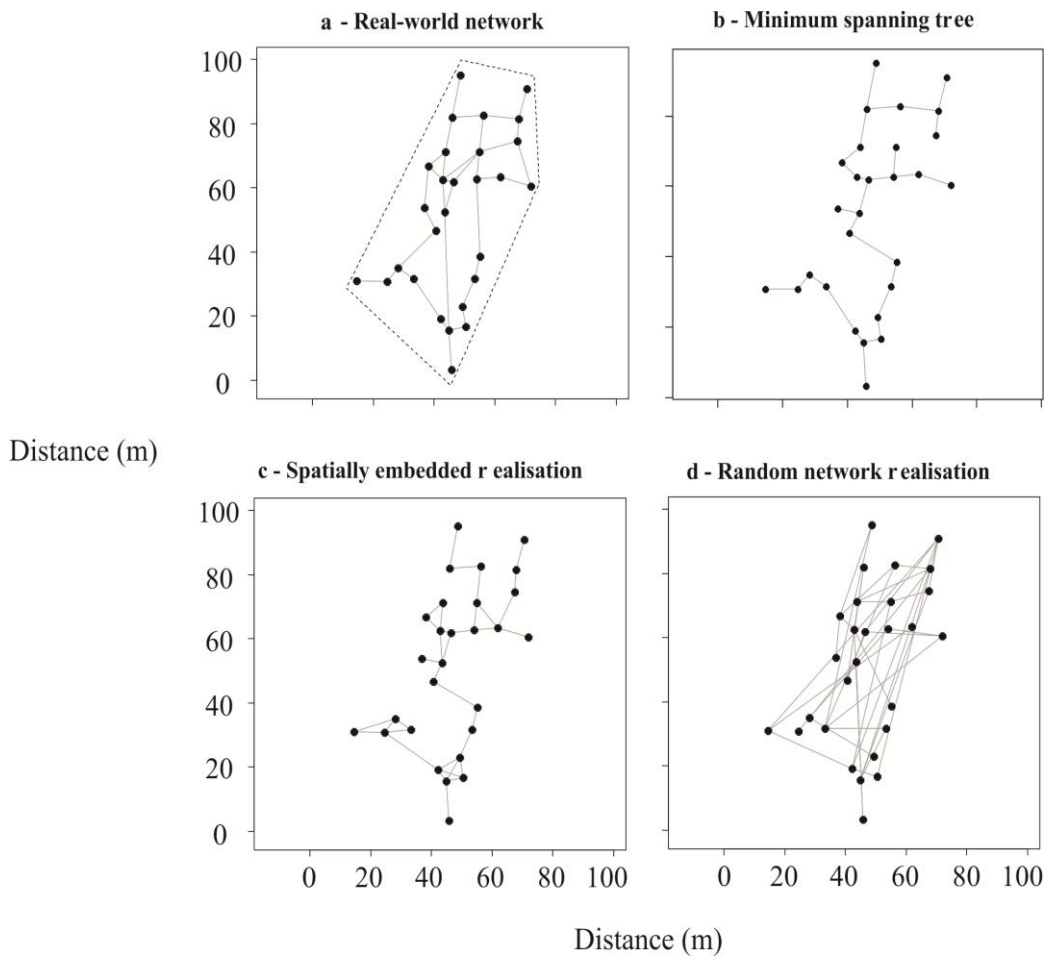 a - Real-world network
b - Minimum spanning tree
100
80
60
40
20
0
Distance (m)
c - Spatially embedded r ealisation
d - Random network r ealisation
100
80
60
40
20
0
0 20 40 60 80 100
0 20 40 60 80 100
Distance (m)